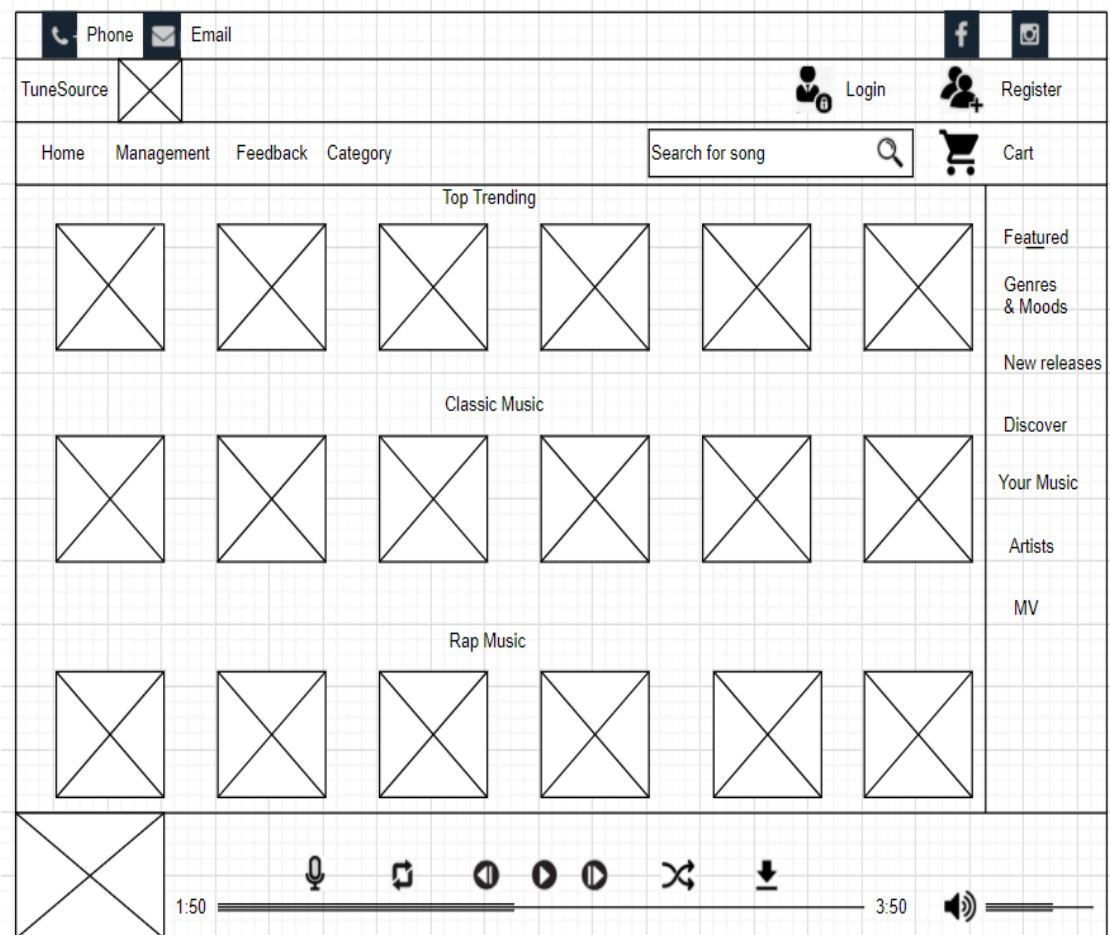 Phone Email
TuneSource Login Register
Home Management Feedback Category Search for song Cart
Top Trending
Featured
Genres
& Moods
New releases
Classic Music
Discover
Your Music
Artists
MV
Rap Music
1:50 3:50